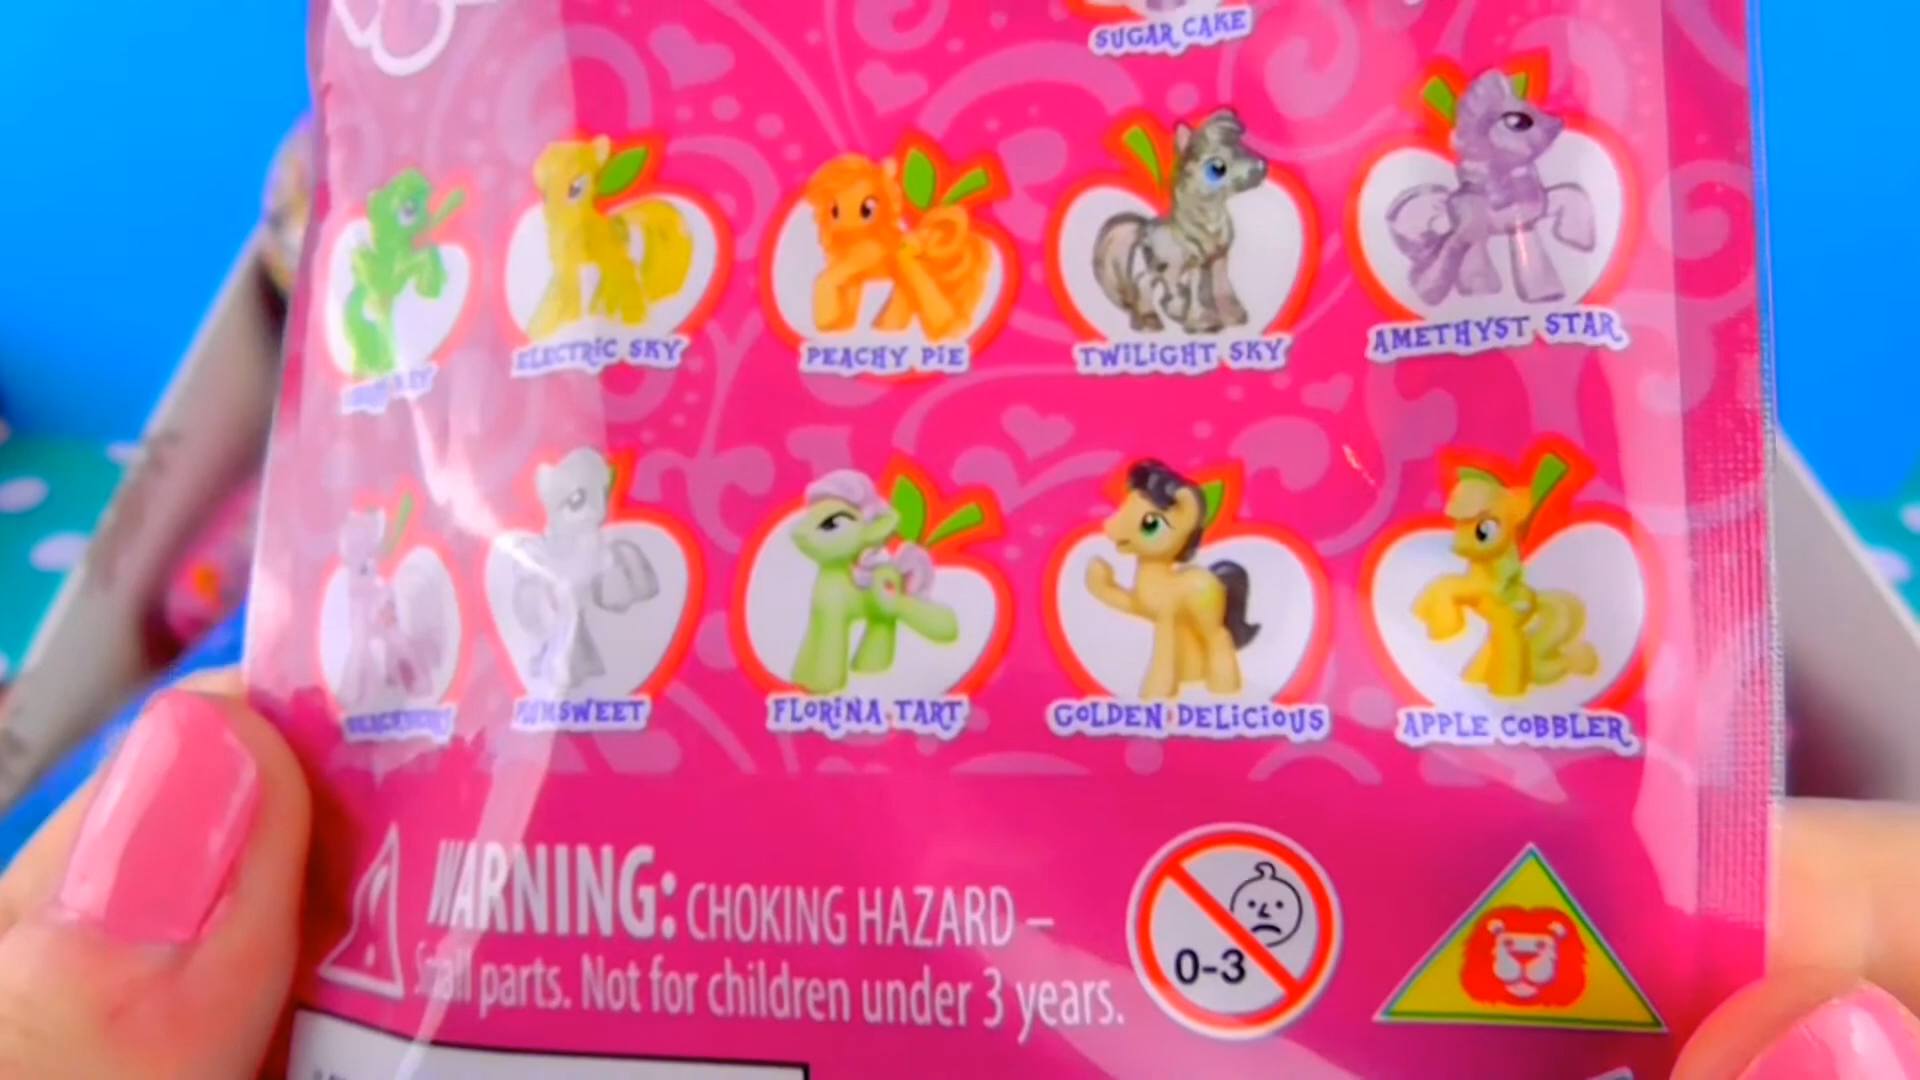 SUGAR CAKE
ELECTRIC SKY
PEACHY PIE
TWILIGHT SKY
AMETHYST STAR
PLUMSWEET
FLORINA TART
GOLDEN DELICIOUS
APPLE COBBLER
WARNING: CHOKING HAZARD –
Small parts. Not for children under 3 years.
0-3